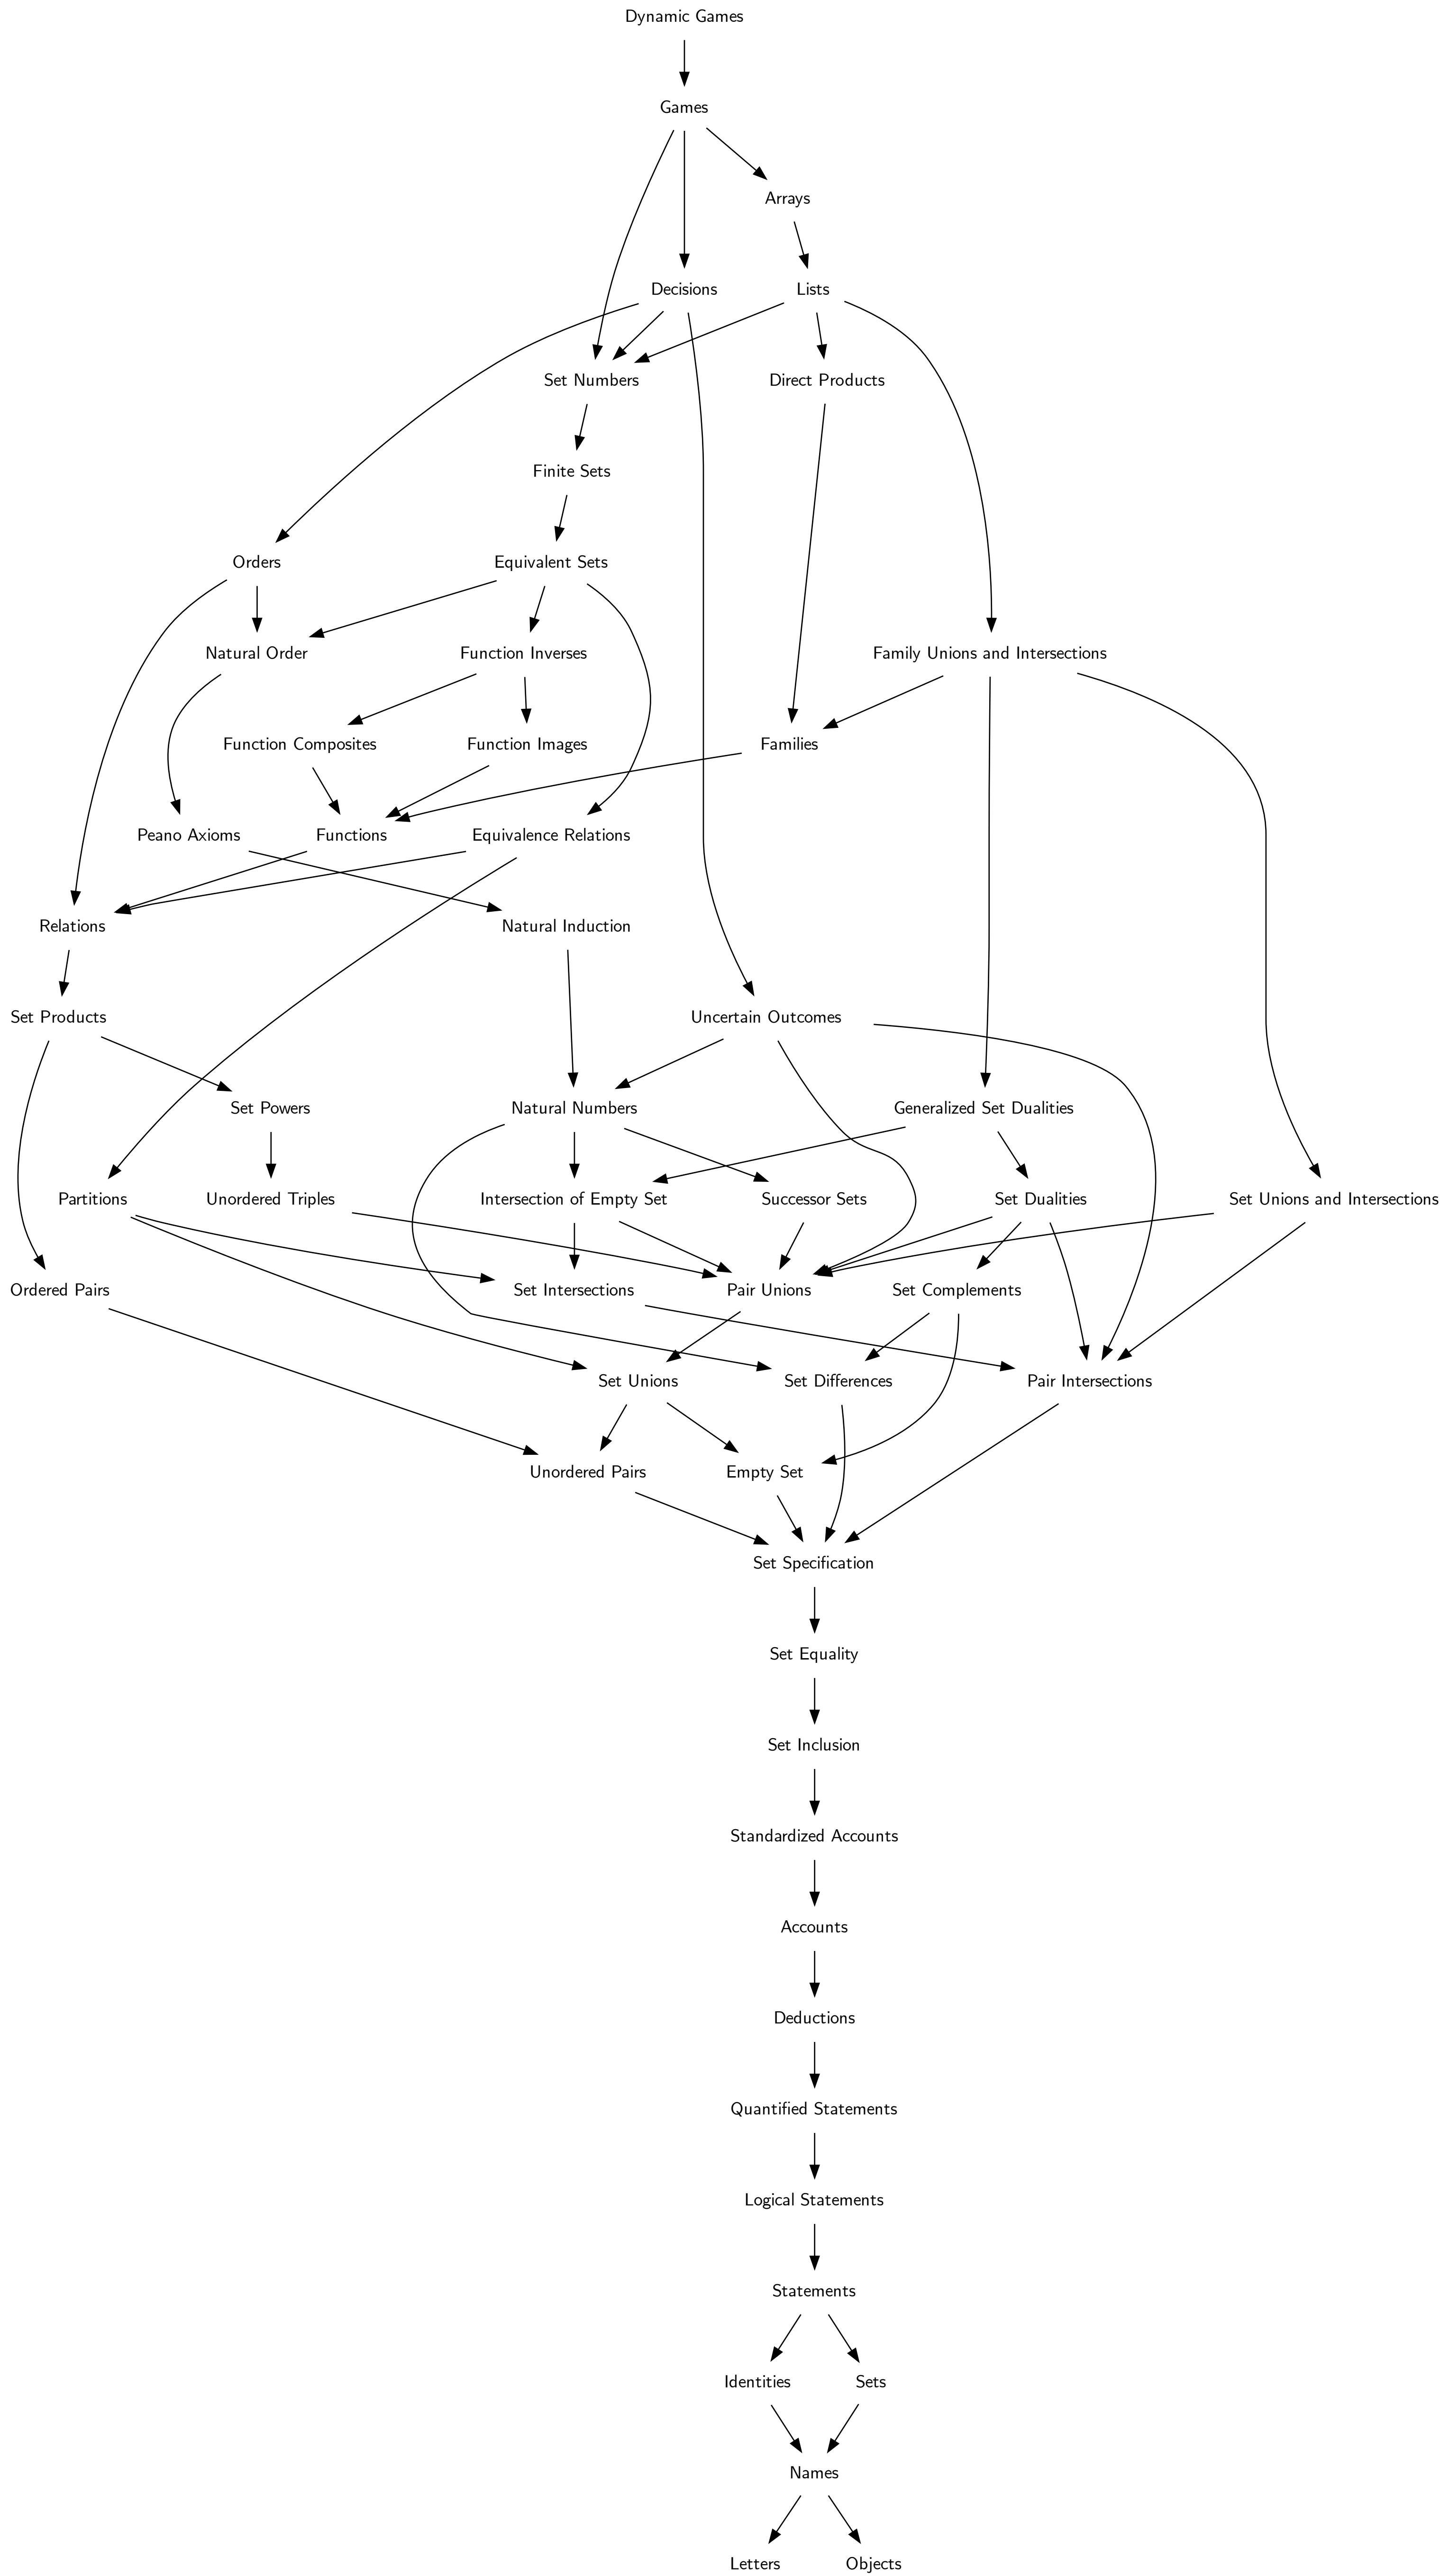 Dynamic Games
Games
Arrays
Decisions
Lists
Set Numbers
Direct Products
Finite Sets
Orders
Equivalent Sets
Natural Order
Function Inverses
Family Unions and Intersections
Function Composites
Function Images
Families
Peano Axioms
Functions
Equivalence Relations
Relations
Natural Induction
Set Products
Uncertain Outcomes
Set Powers
Natural Numbers
Generalized Set Dualities
Partitions
Unordered Triples
Intersection of Empty Set
Successor Sets
Set Dualities
Set Unions and Intersections
Ordered Pairs
Set Intersections
Pair Unions
Set Complements
Set Unions
Set Differences
Pair Intersections
Unordered Pairs
Empty Set
Set Specification
Set Equality
Set Inclusion
Standardized Accounts
Accounts
Deductions
Quantified Statements
Logical Statements
Statements
Identities
Sets
Names
Letters
Objects